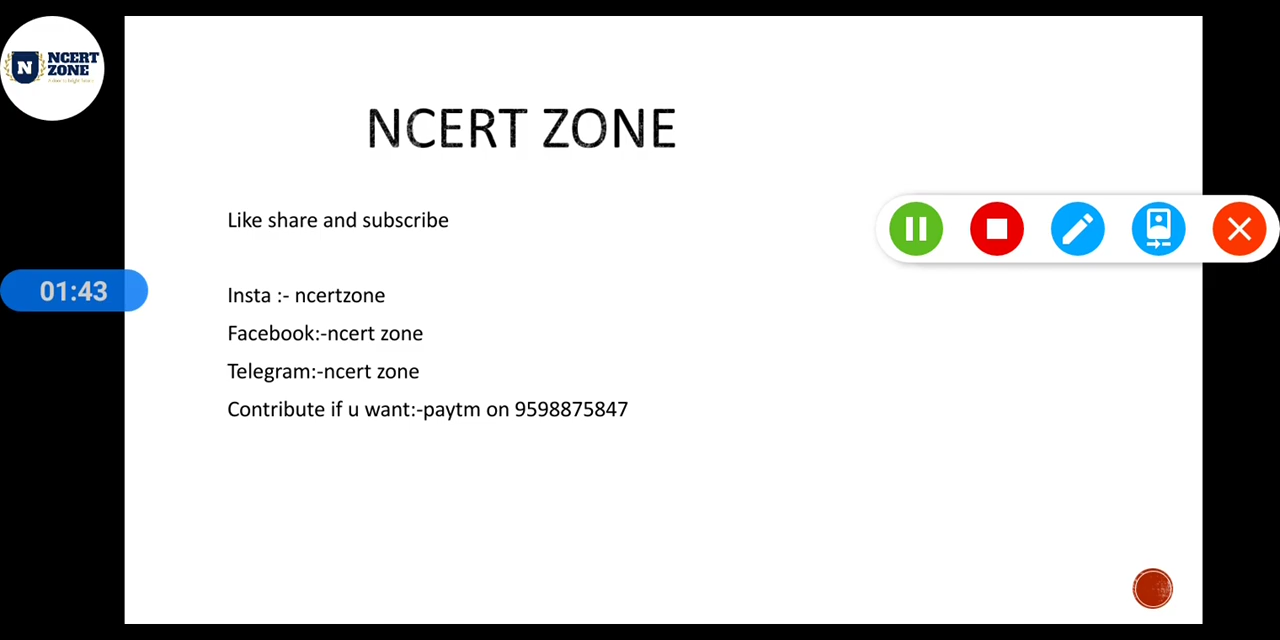 NCERT
ZONE
NCERT ZONE
Like share and subscribe
01:43
Insta :- ncertzone
Facebook:-ncert zone
Telegram:-ncert zone
Contribute if u want:-paytm on 9598875847